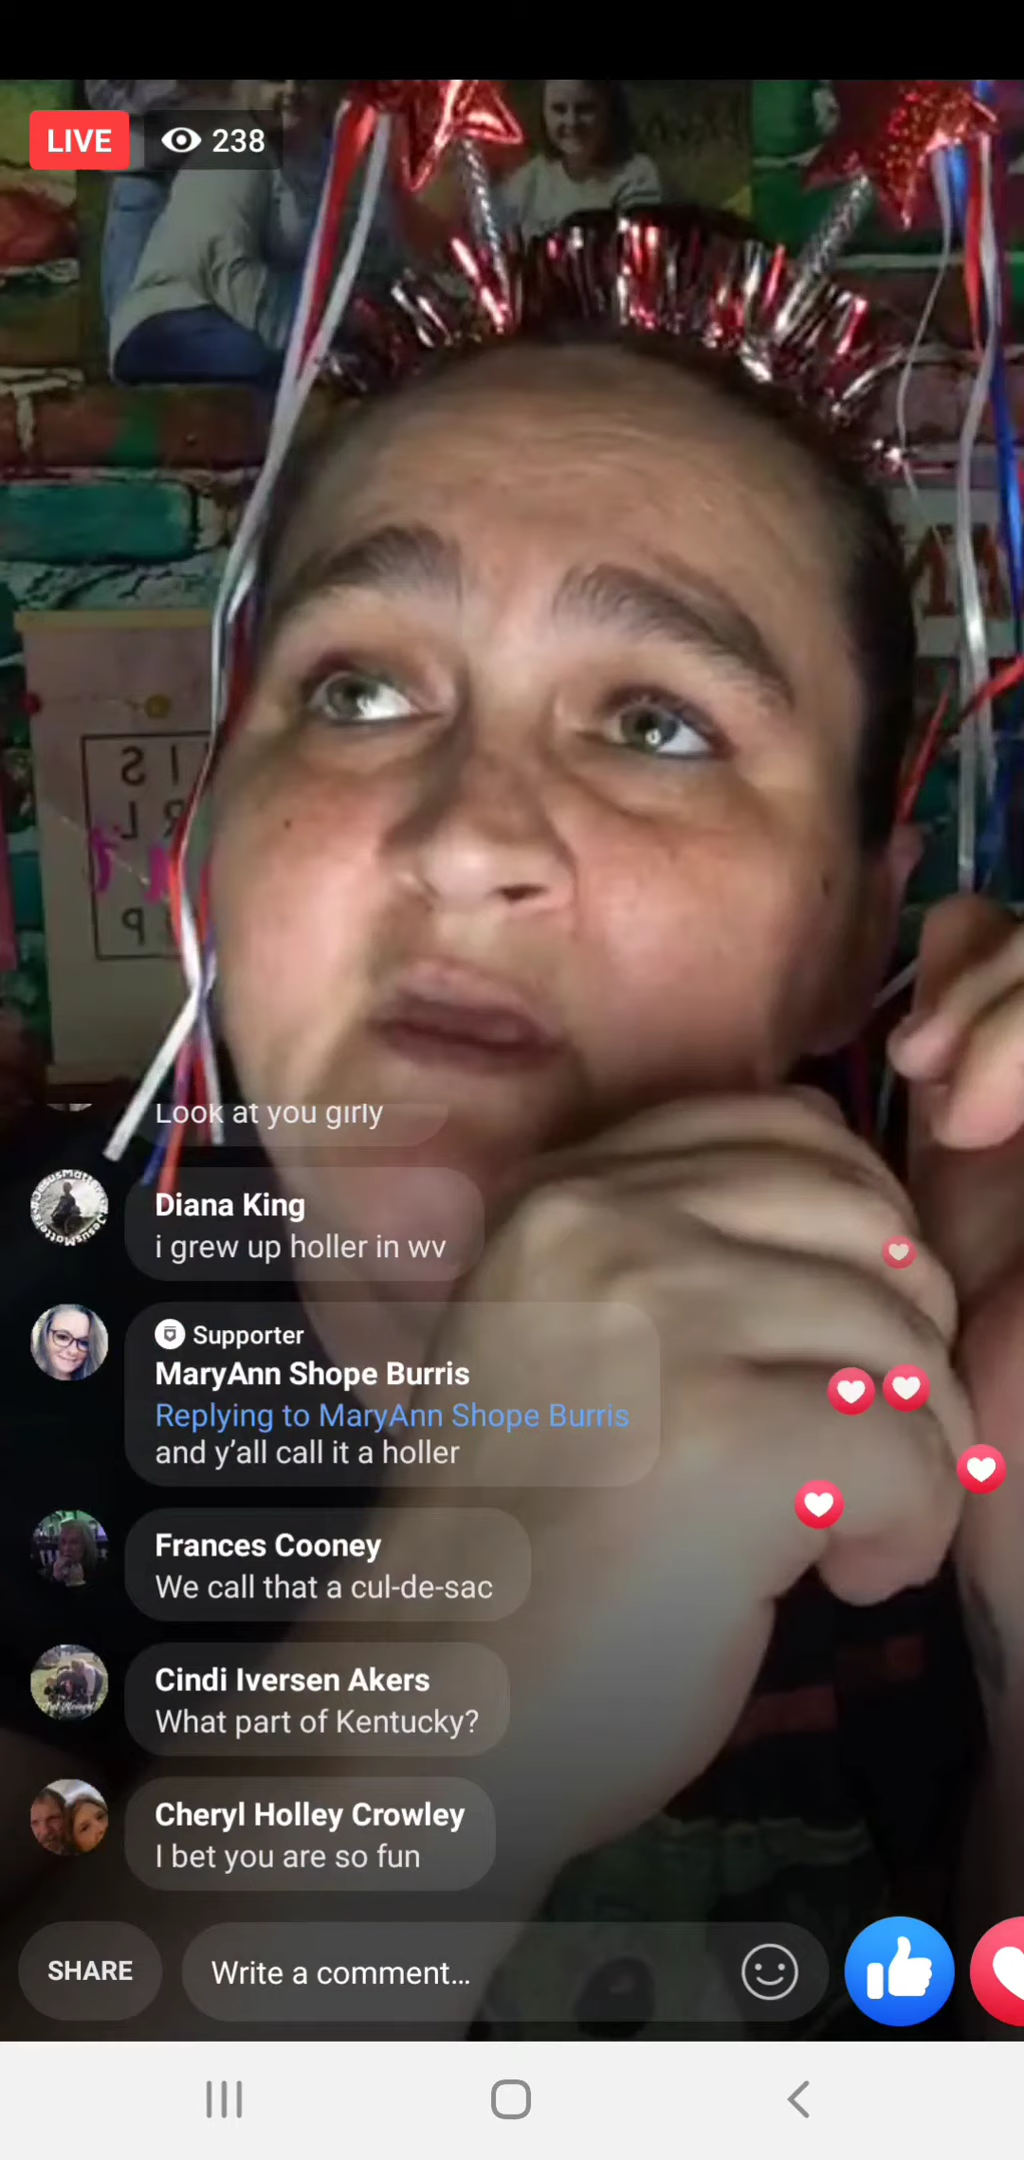 LIVE 238
Look at you girly
Diana King
i grew up holler in wv
Supporter
MaryAnn Shope Burris
Replying to MaryAnn Shope Burris
and y’all call it a holler
Frances Cooney
We call that a cul-de-sac
Cindi Iversen Akers
What part of Kentucky?
Cheryl Holley Crowley
I bet you are so fun
SHARE
Write a comment…